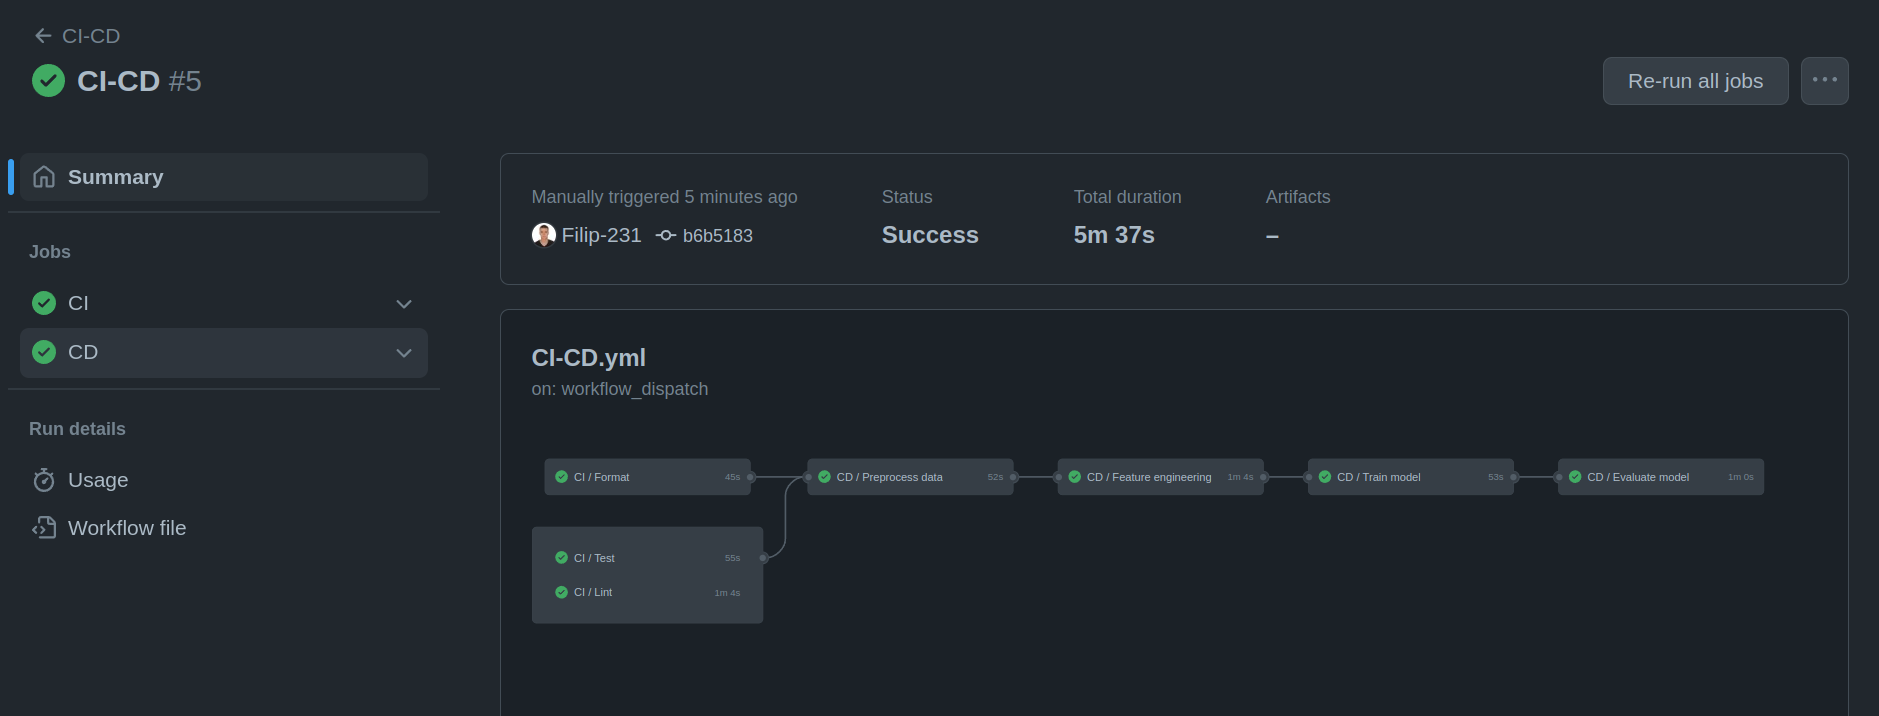 CI-CD
CI-CD #5
Re-run all jobs
Summary
Jobs
CI
CD
Run details
Usage
Workflow file
Manually triggered 5 minutes ago
Filip-231 b6b5183
Status
Success
Total duration
5m 37s
Artifacts
–
CI-CD.yml
on: workflow_dispatch
CI / Format 45s
CD / Preprocess data 52s
CD / Feature engineering 1m 4s
CD / Train model 53s
CD / Evaluate model 1m 0s
CI / Test 55s
CI / Lint 1m 4s